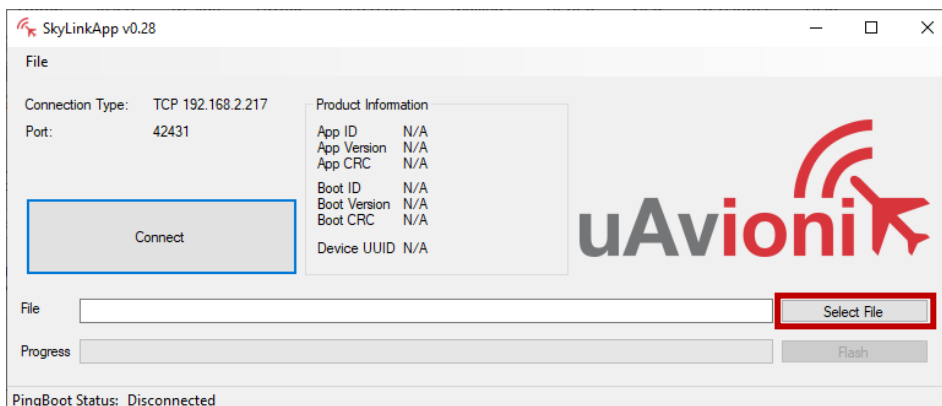 SkyLinkApp v0.28
File
Connection Type: TCP 192.168.2.217
Port: 42431
Product Information
App ID N/A
App Version N/A
App CRC N/A
Boot ID N/A
Boot Version N/A
Boot CRC N/A
Device UUID N/A
Connect
uAvioni
File
Select File
Progress
Flash
PingBoot Status: Disconnected